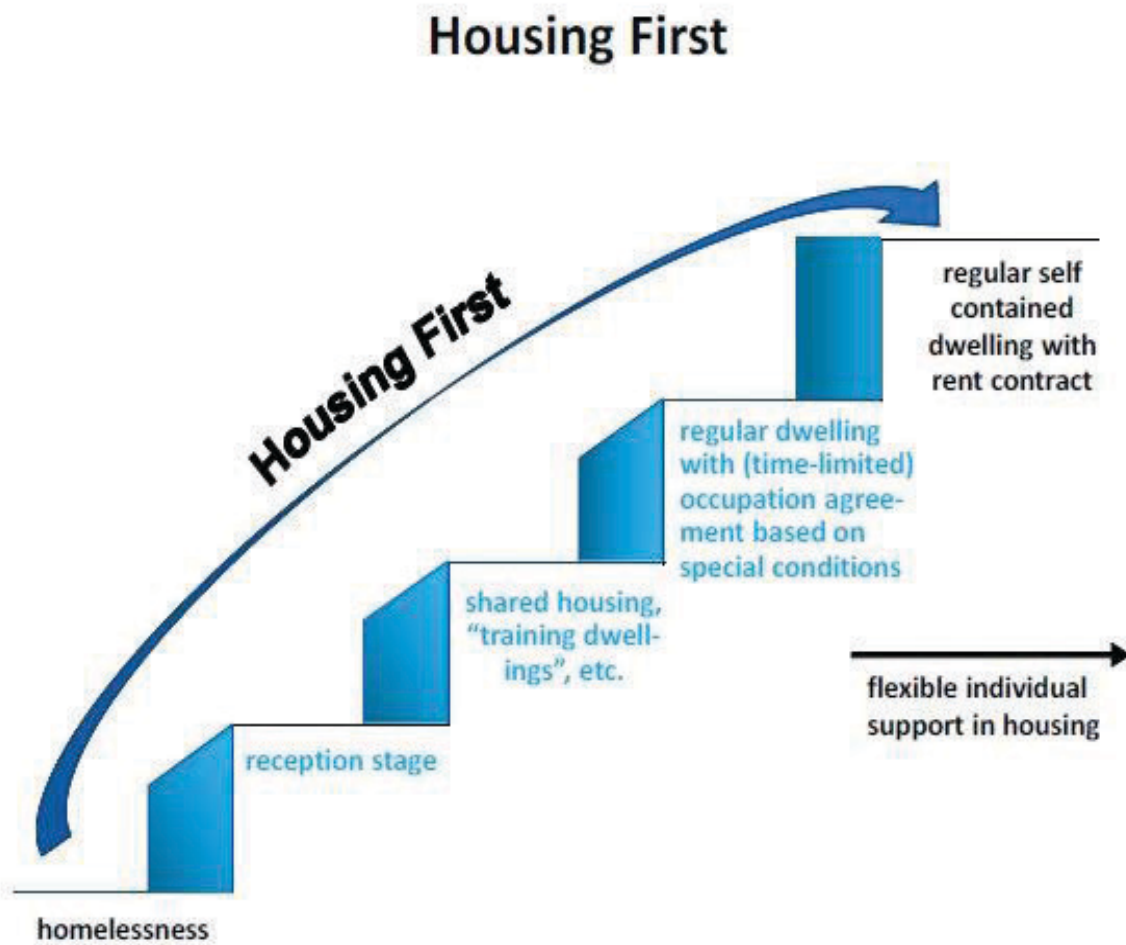 Housing First
Housing First
regular self
contained
dwelling with
rent contract
regular dwelling
with (time-limited)
occupation agree-
ment based on
special conditions
shared housing,
“training dwell-
ings”, etc.
flexible individual
support in housing
reception stage
homelessness